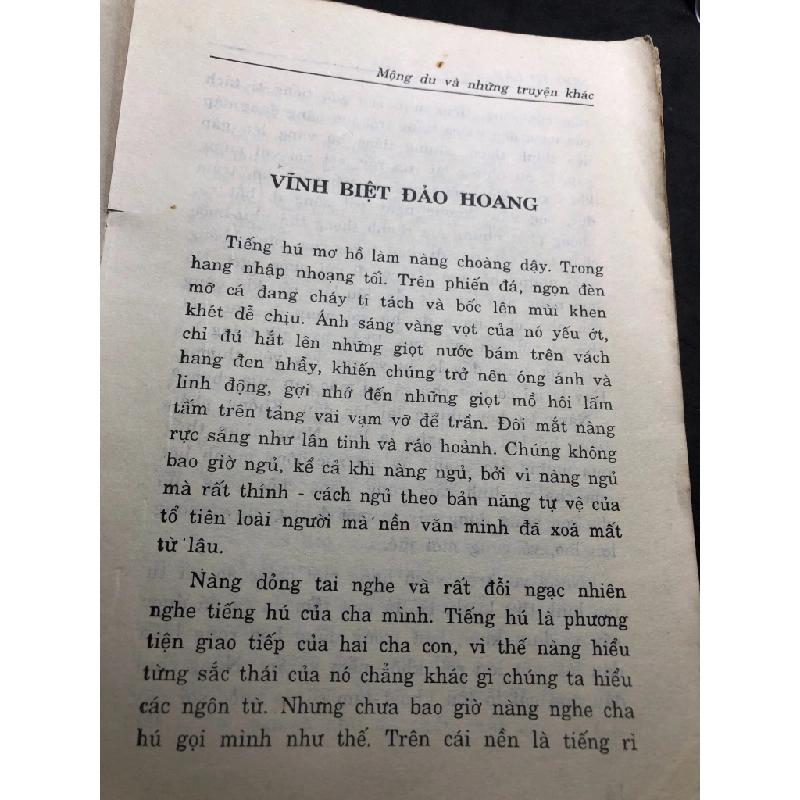 Mộng du và những truyện khác
VĨNH BIỆT ĐẢO HOANG
Tiếng hú mơ hồ làm nàng choàng dậy. Trong
hang nhập nhoạng tối. Trên phiến đá, ngọn đèn
mỡ cá đang cháy tí tách và bốc lên mùi khen
khét dễ chịu. Ánh sáng vàng vọt của nó yếu ớt,
chỉ đủ hắt lên những giọt nước bám trên vách
hang đen nhẫy, khiến chúng trở nên óng ánh và
linh động, gợi nhớ đến những giọt mồ hôi lấm
tấm trên tảng vai vạm vỡ để trần. Đôi mắt nàng
rực sáng như lân tinh và ráo hoảnh. Chúng không
bao giờ ngủ, kể cả khi nàng ngủ, bởi vì nàng ngủ
mà rất thính - cách ngủ theo bản năng tự vệ của
tổ tiên loài người mà nền văn minh đã xoá mất
từ lâu.
Nàng dỏng tai nghe và rất đỗi ngạc nhiên
nghe tiếng hú của cha mình. Tiếng hú là phương
tiện giao tiếp của hai cha con, vì thế nàng hiểu
từng sắc thái của nó chẳng khác gì chúng ta hiểu
các ngôn từ. Nhưng chưa bao giờ nàng nghe cha
hú gọi mình như thế. Trên cái nền là tiếng rì